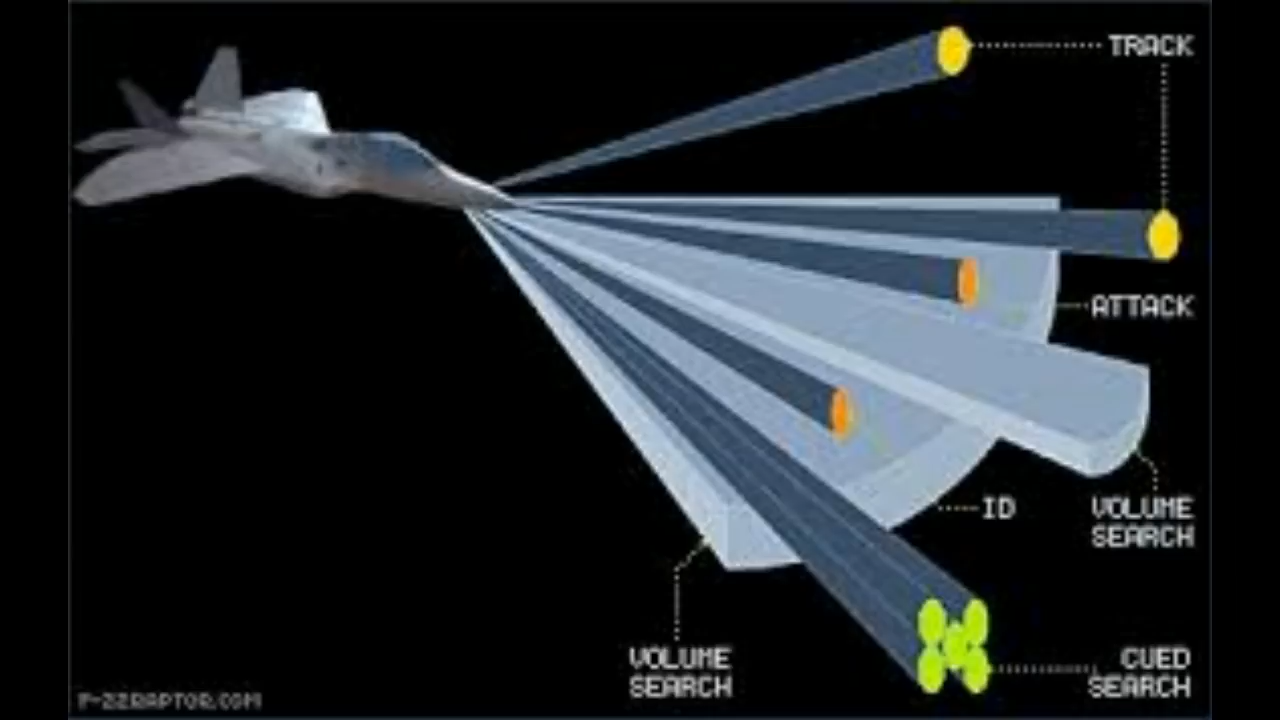 TRACK
ATTACK
ID
VOLUME
SEARCH
VOLUME
SEARCH
CUED
SEARCH
F-22RAPTOR.COM